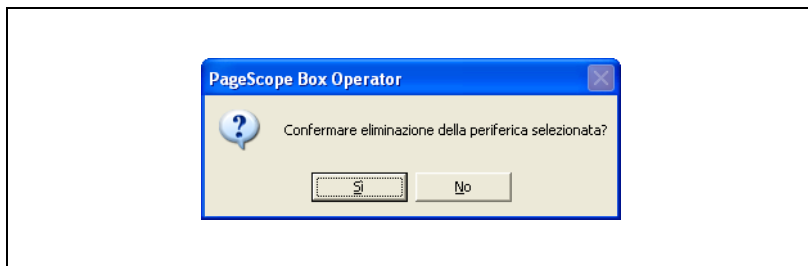 PageScope Box Operator
Confermare eliminazione della periferica selezionata?
Sì
No